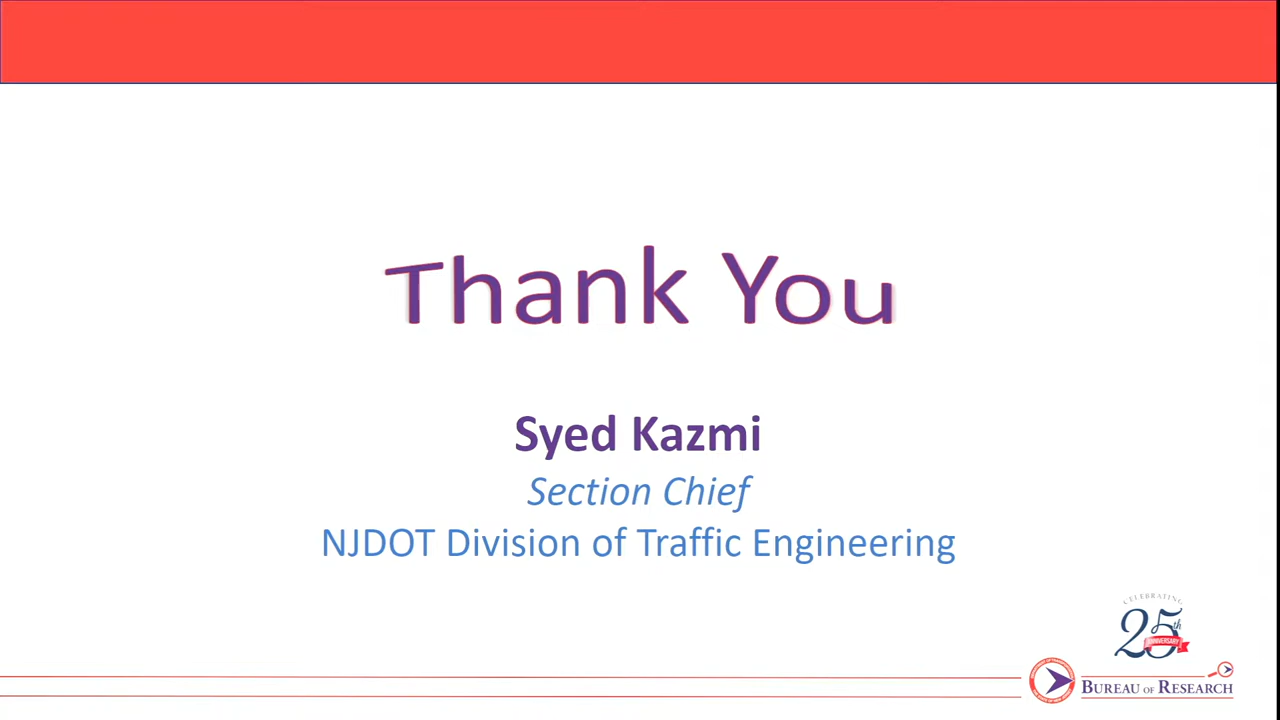 Thank You
Syed Kazmi
Section Chief
NJDOT Division of Traffic Engineering
CELEBRATING
25th
ANNIVERSARY
BUREAU OF RESEARCH